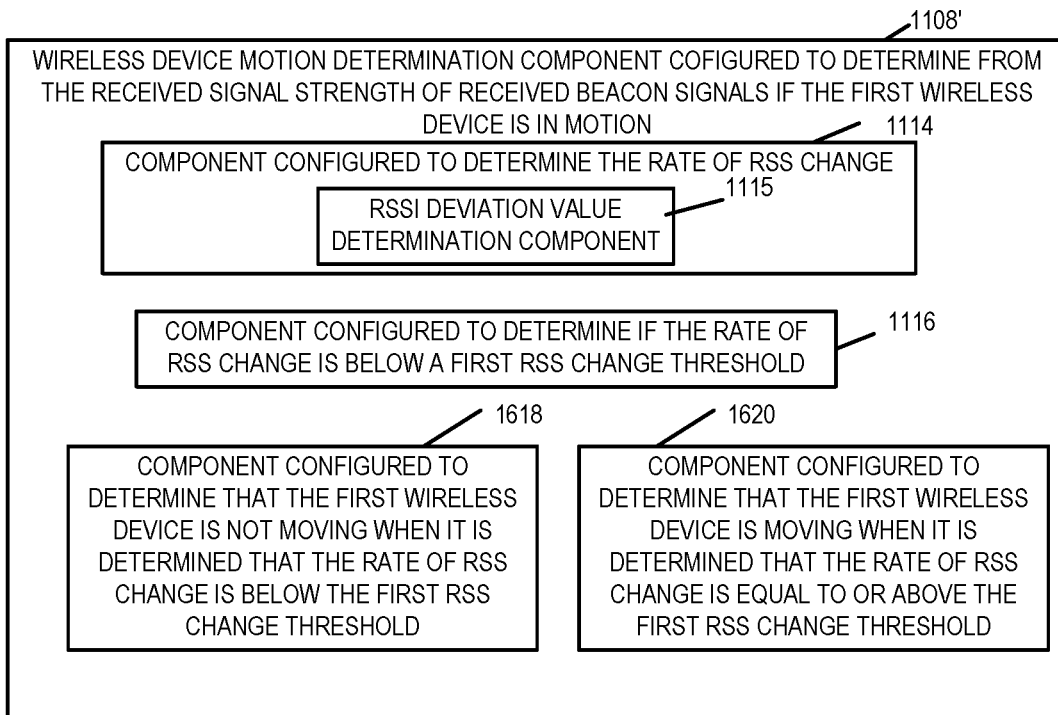 1108'
WIRELESS DEVICE MOTION DETERMINATION COMPONENT COFIGURED TO DETERMINE FROM
THE RECEIVED SIGNAL STRENGTH OF RECEIVED BEACON SIGNALS IF THE FIRST WIRELESS
DEVICE IS IN MOTION
1114
COMPONENT CONFIGURED TO DETERMINE THE RATE OF RSS CHANGE
1115
RSSI DEVIATION VALUE
DETERMINATION COMPONENT
1116
COMPONENT CONFIGURED TO DETERMINE IF THE RATE OF
RSS CHANGE IS BELOW A FIRST RSS CHANGE THRESHOLD
1618
COMPONENT CONFIGURED TO
DETERMINE THAT THE FIRST WIRELESS
DEVICE IS NOT MOVING WHEN IT IS
DETERMINED THAT THE RATE OF RSS
CHANGE IS BELOW THE FIRST RSS
CHANGE THRESHOLD
1620
COMPONENT CONFIGURED TO
DETERMINE THAT THE FIRST WIRELESS
DEVICE IS MOVING WHEN IT IS
DETERMINED THAT THE RATE OF RSS
CHANGE IS EQUAL TO OR ABOVE THE
FIRST RSS CHANGE THRESHOLD